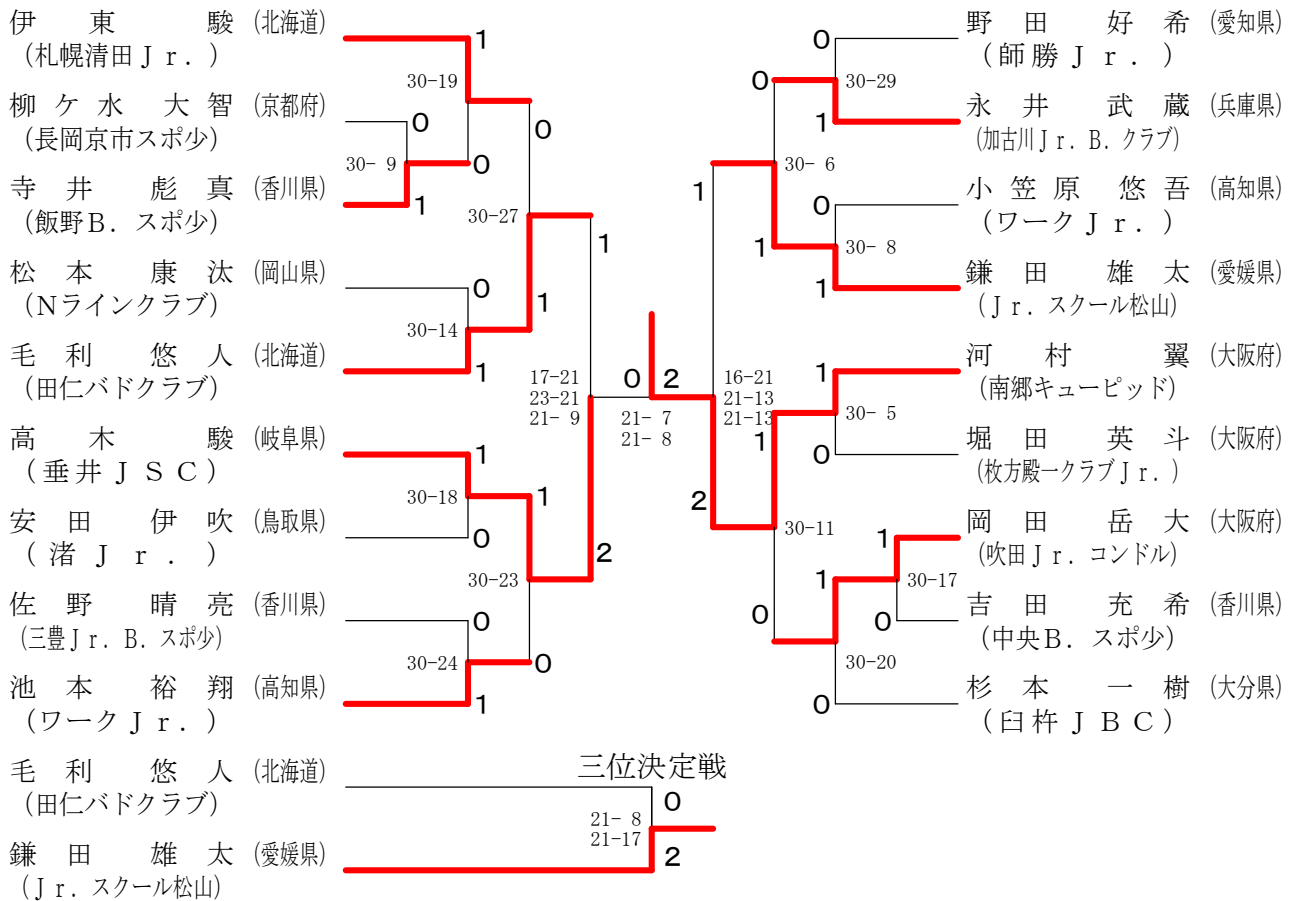 伊東駿 (北海道)
(札幌清田Jr.)
柳ケ水大智 (京都府)
(長岡京市スポ少)
寺井彪真 (香川県)
(飯野B.スポ少)
松本康汰 (岡山県)
(Nラインクラブ)
毛利悠人 (北海道)
(田仁バドクラブ)
高木駿 (岐阜県)
(垂井JSC)
安田伊吹 (鳥取県)
(渚Jr.)
佐野晴亮 (香川県)
(三豊Jr.B.スポ少)
池本裕翔 (高知県)
(ワークJr.)
1
30-19
0
0
30- 9
1
0
30-27
0
30-14
1
1
1
1
30-18
0
1
30-23
0
30-24
1
0
2
17-21
23-21
21- 9
0
2
21- 7
21- 8
16-21
21-13
21-13
1
2
0
30-29
1
0
30- 6
0
30- 8
1
1
1
30- 5
0
1
30-11
1
30-17
0
1
30-20
0
0
野田好希 (愛知県)
(師勝Jr.)
永井武蔵 (兵庫県)
(加古川Jr.B.クラブ)
小笠原悠吾 (高知県)
(ワークJr.)
鎌田雄太 (愛媛県)
(Jr.スクール松山)
河村翼 (大阪府)
(南郷キューピッド)
堀田英斗 (大阪府)
(枚方殿一クラブJr.)
岡田岳大 (大阪府)
(吹田Jr.コンドル)
吉田充希 (香川県)
(中央B.スポ少)
杉本一樹 (大分県)
(臼杵JBC)
三位決定戦
毛利悠人 (北海道)
(田仁バドクラブ)
鎌田雄太 (愛媛県)
(Jr.スクール松山)
0
21- 8
21-17
2